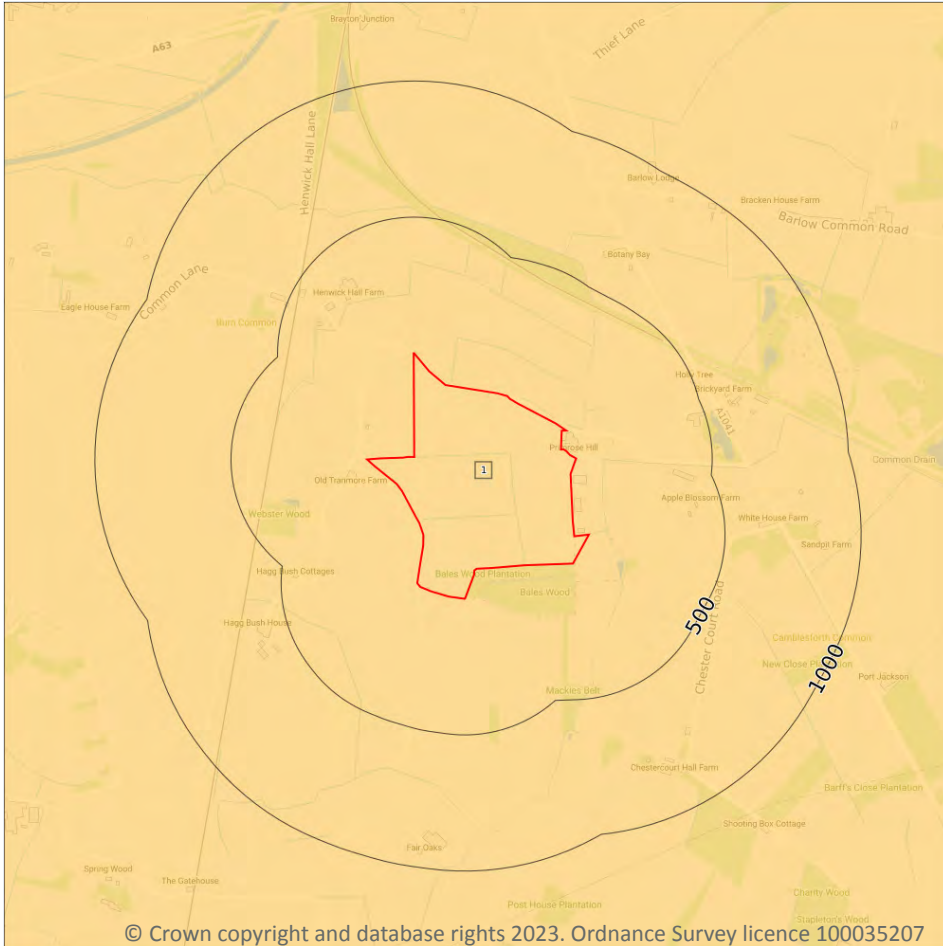 Brayton Junction
A63
Thief Lane
Henwick Hall Lane
Barlow Lodge
Bracken House Farm
Barlow Common Road
Botany Bay
Common Lane
Henwick Hall Farm
Eagle House Farm
Burn Common
Holly Tree
Brickyard Farm
A1041
Primrose Hill
Common Drain
1
Old Tranmore Farm
Apple Blossom Farm
Webster Wood
White House Farm
Sandpit Farm
Hagg Bush Cottages
Bales Wood Plantation
Bales Wood
500
Chester Court Road
Hagg Bush House
Camblesforth Common
New Close Plantation
1000
Port Jackson
Mackies Belt
Chestercourt Hall Farm
Barff's Close Plantation
Shooting Box Cottage
Fair Oaks
Spring Wood
The Gatehouse
Charity Wood
Post House Plantation
Stapleton's Wood
© Crown copyright and database rights 2023. Ordnance Survey licence 100035207